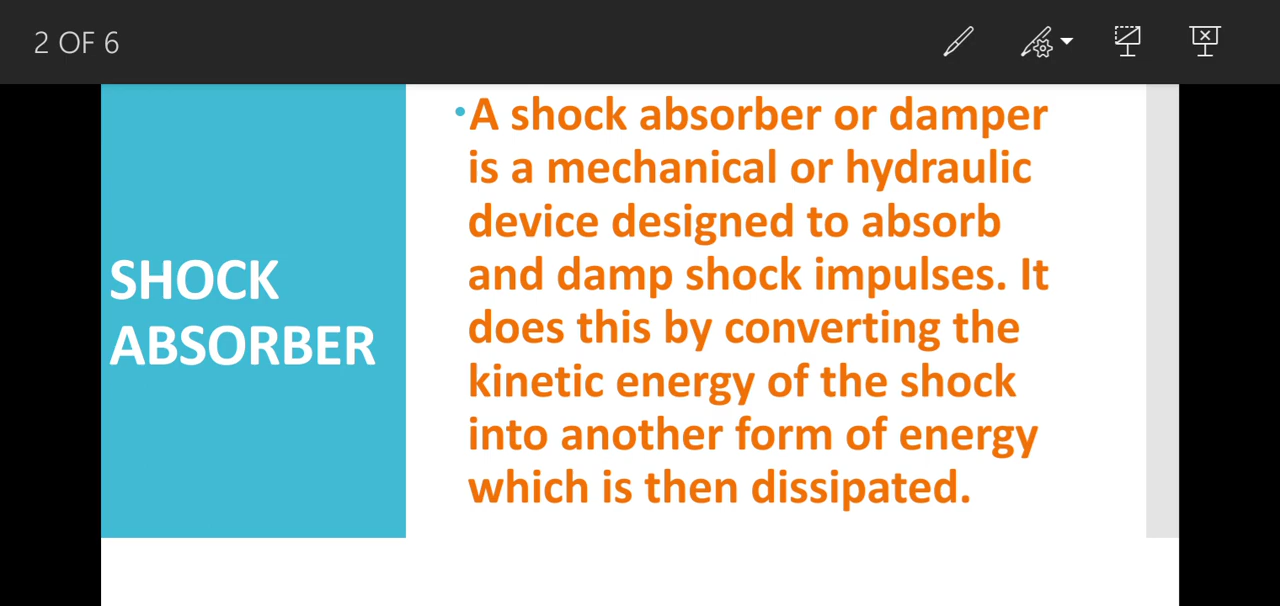 2 OF 6
SHOCK
ABSORBER
•A shock absorber or damper
is a mechanical or hydraulic
device designed to absorb
and damp shock impulses. It
does this by converting the
kinetic energy of the shock
into another form of energy
which is then dissipated.